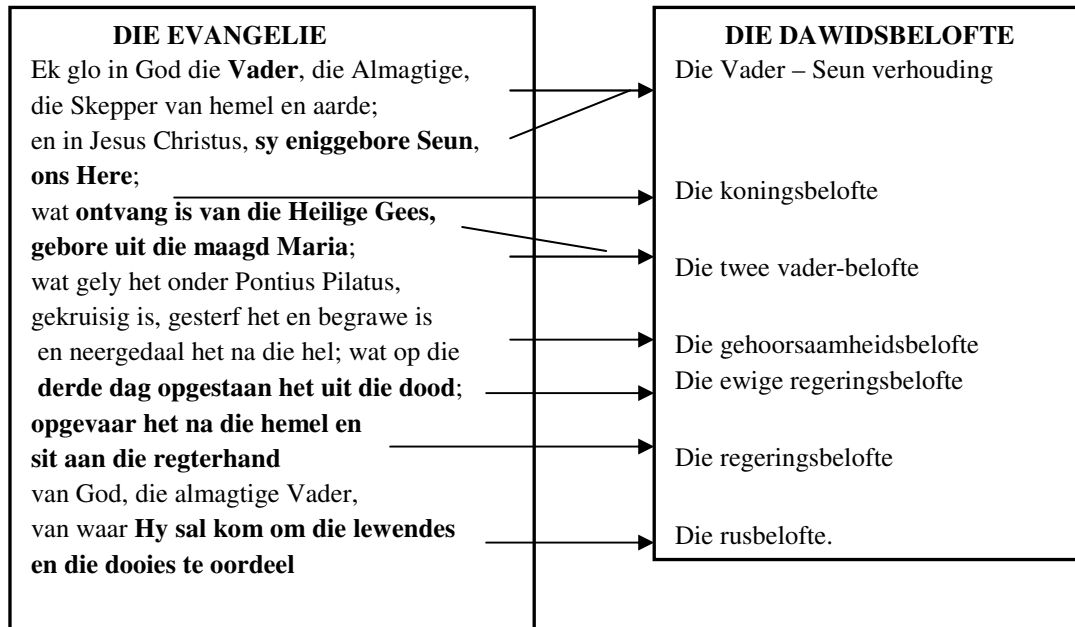 DIE EVANGELIE
Ek glo in God die Vader, die Almagtige,
die Skepper van hemel en aarde;
en in Jesus Christus, sy eniggebore Seun,
ons Here;
wat ontvang is van die Heilige Gees,
gebore uit die maagd Maria;
wat gely het onder Pontius Pilatus,
gekruisig is, gesterf het en begrawe is
en neergedaal het na die hel; wat op die
derde dag opgestaan het uit die dood;
opgevaar het na die hemel en
sit aan die regterhand
van God, die almagtige Vader,
van waar Hy sal kom om die lewendes
en die dooies te oordeel
DIE DAWIDSBELOFTE
Die Vader – Seun verhouding
Die koningsbelofte
Die twee vader-belofte
Die gehoorsaamheidsbelofte
Die ewige regeringsbelofte
Die regeringsbelofte
Die rusbelofte.